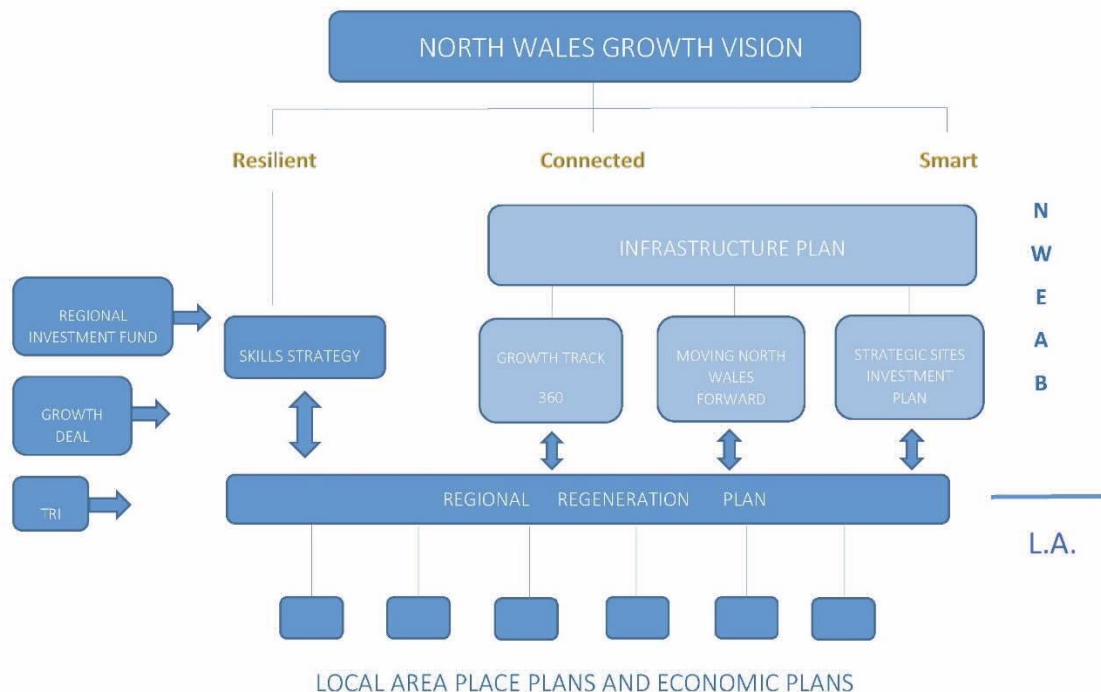 NORTH WALES GROWTH VISION
Resilient
Connected
Smart
INFRASTRUCTURE PLAN
N
W
E
A
B
REGIONAL
INVESTMENT FUND
SKILLS STRATEGY
GROWTH TRACK
360
MOVING NORTH
WALES
FORWARD
STRATEGIC SITES
INVESTMENT
PLAN
GROWTH
DEAL
TRI
REGIONAL REGENERATION PLAN
L.A.
LOCAL AREA PLACE PLANS AND ECONOMIC PLANS